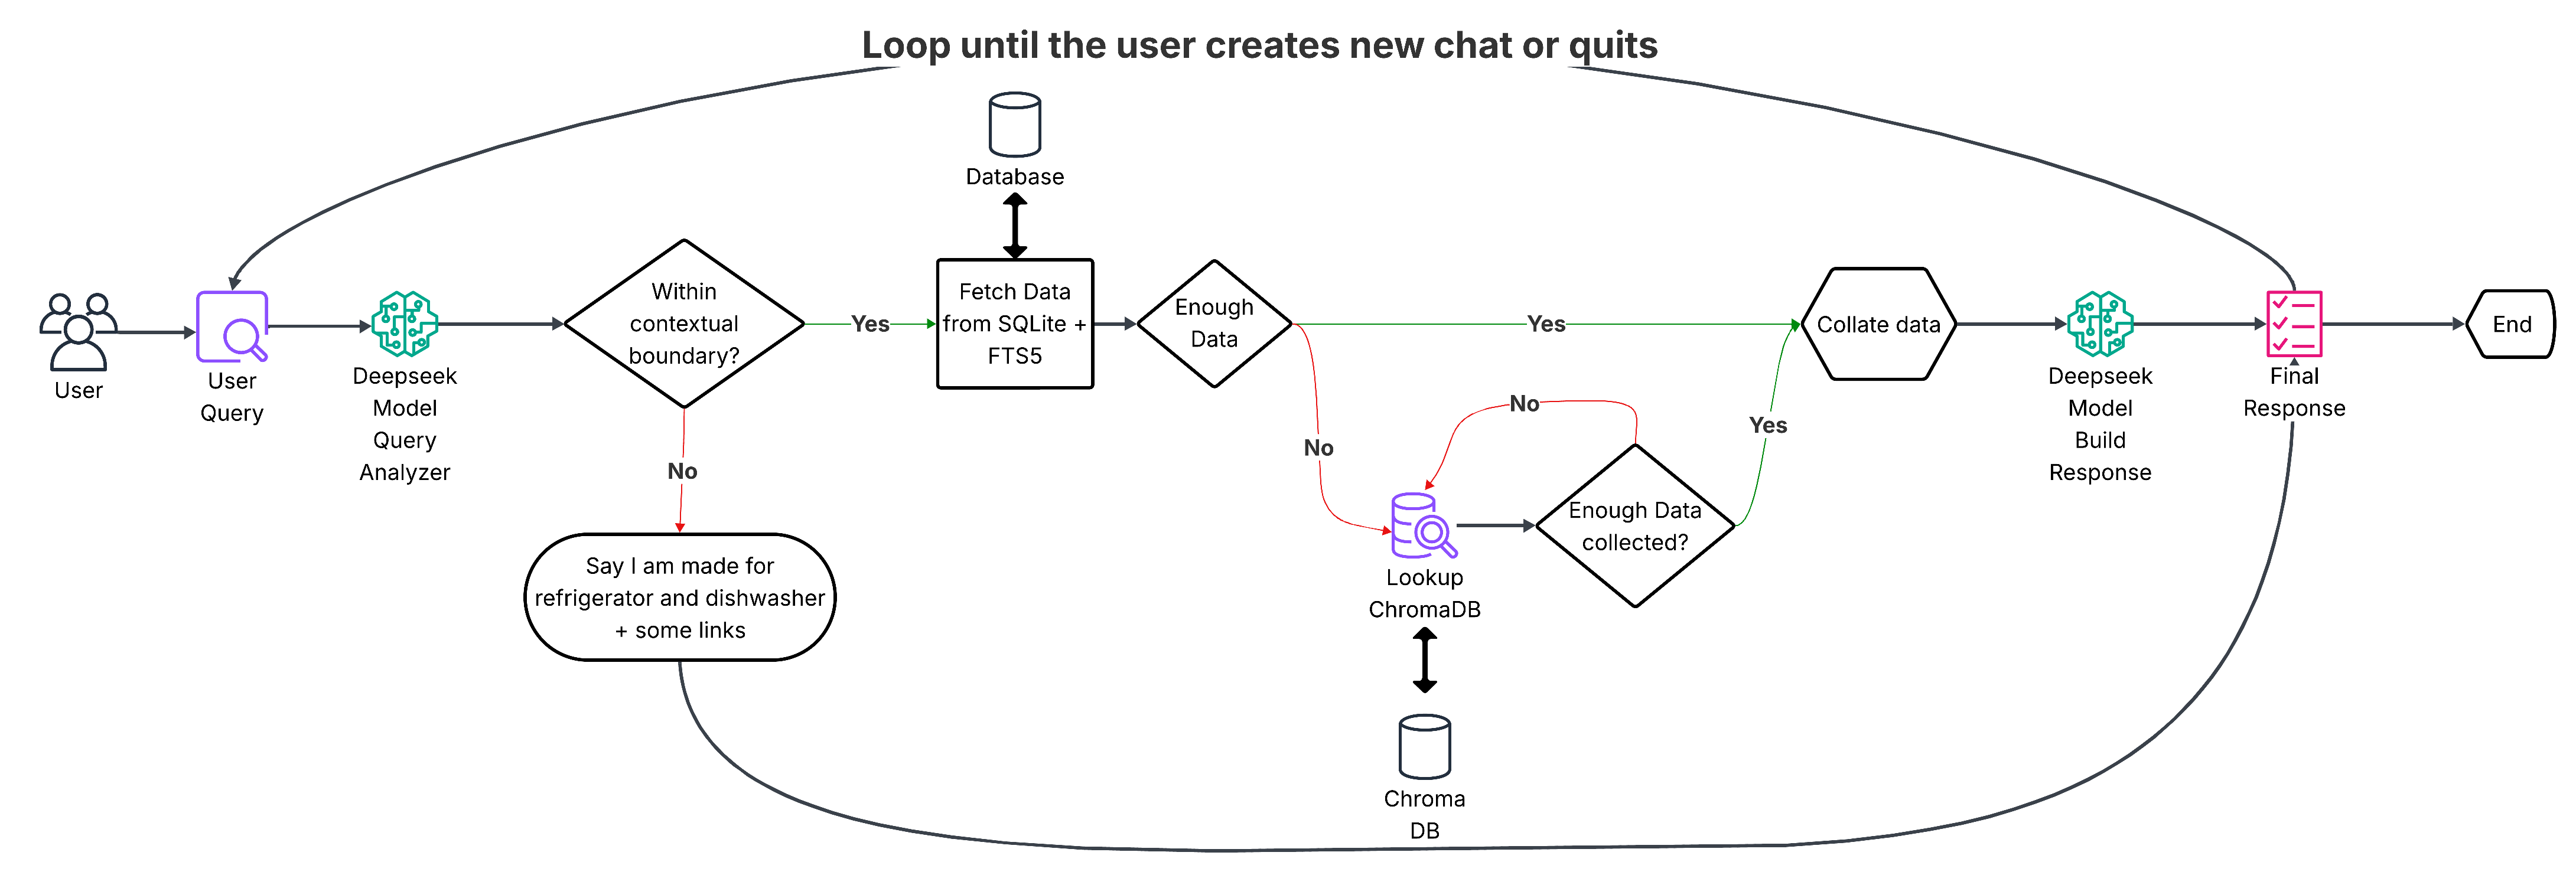 Loop until the user creates new chat or quits
Database
User
User
Query
Deepseek
Model
Query
Analyzer
Within
contextual
boundary?
Yes
No
Say I am made for
refrigerator and dishwasher
+ some links
Fetch Data
from SQLite +
FTS5
Enough
Data
Yes
No
No
Lookup
ChromaDB
Chroma
DB
Enough Data
collected?
Yes
Collate data
Deepseek
Model
Build
Response
Final
Response
End